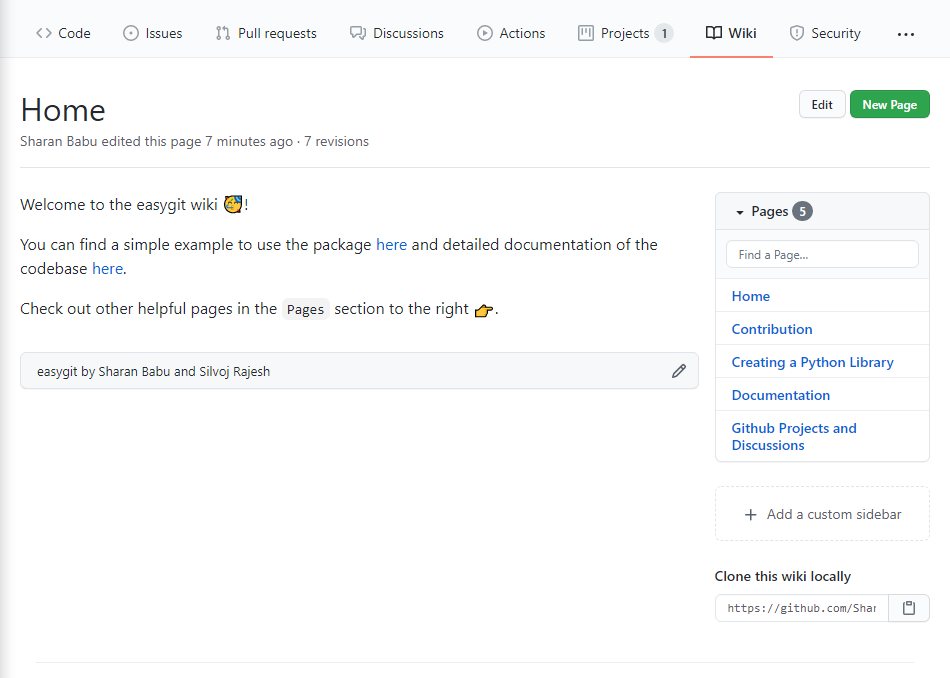 Code Issues Pull requests Discussions Actions Projects 1 Wiki Security ...
Home
Edit New Page
Sharan Babu edited this page 7 minutes ago · 7 revisions
Welcome to the easygit wiki 🥳!
You can find a simple example to use the package here and detailed documentation of the
codebase here.
Check out other helpful pages in the Pages section to the right 👉.
easygit by Sharan Babu and Silvoj Rajesh
Pages 5
Find a Page...
Home
Contribution
Creating a Python Library
Documentation
Github Projects and
Discussions
+ Add a custom sidebar
Clone this wiki locally
https://github.com/Shar